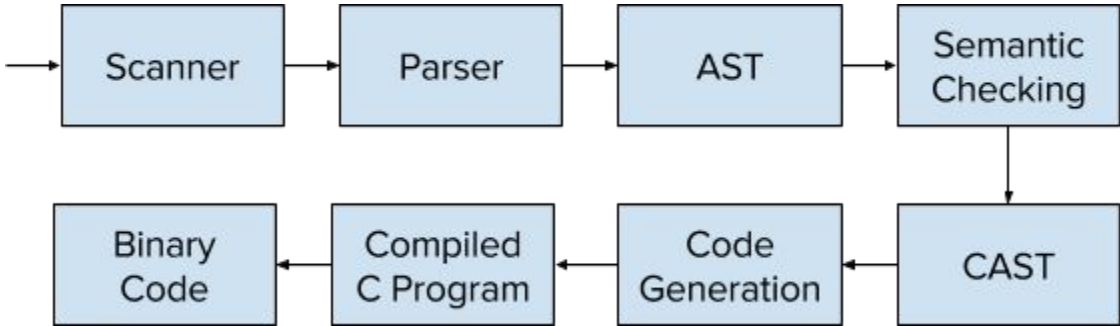 Scanner
Parser
AST
Semantic
Checking
Binary
Code
Compiled
C Program
Code
Generation
CAST